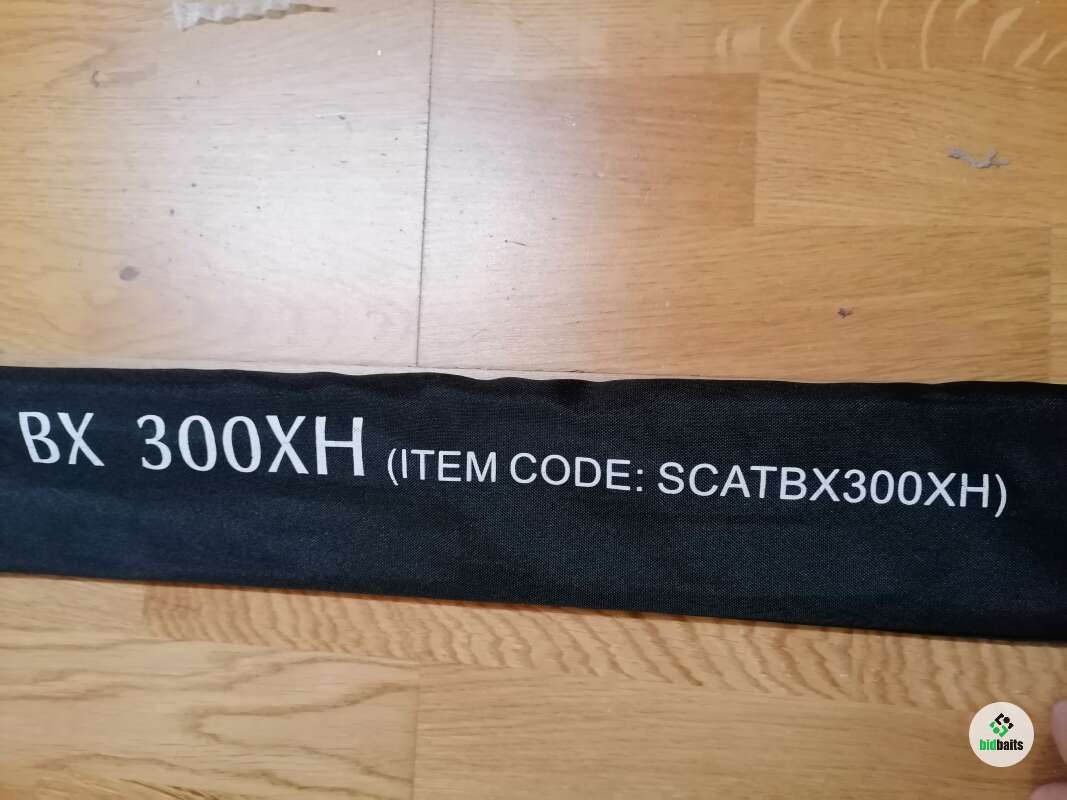 BX 300XH (ITEM CODE: SCATBX300XH)
bidbaits